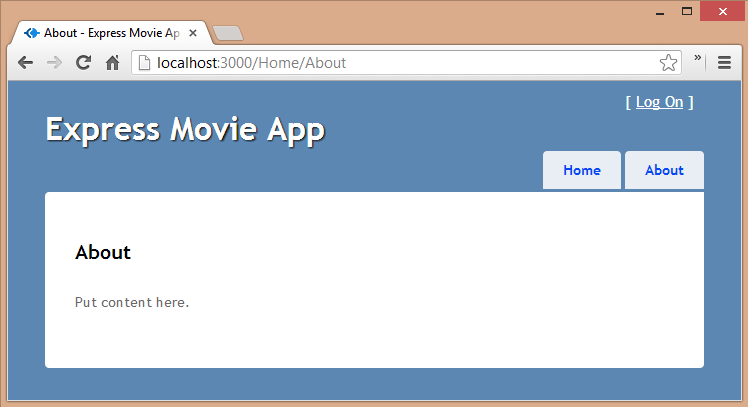 About - Express Movie Ap
localhost:3000/Home/About
»
[ Log On ]
Express Movie App
Home
About
About
Put content here.